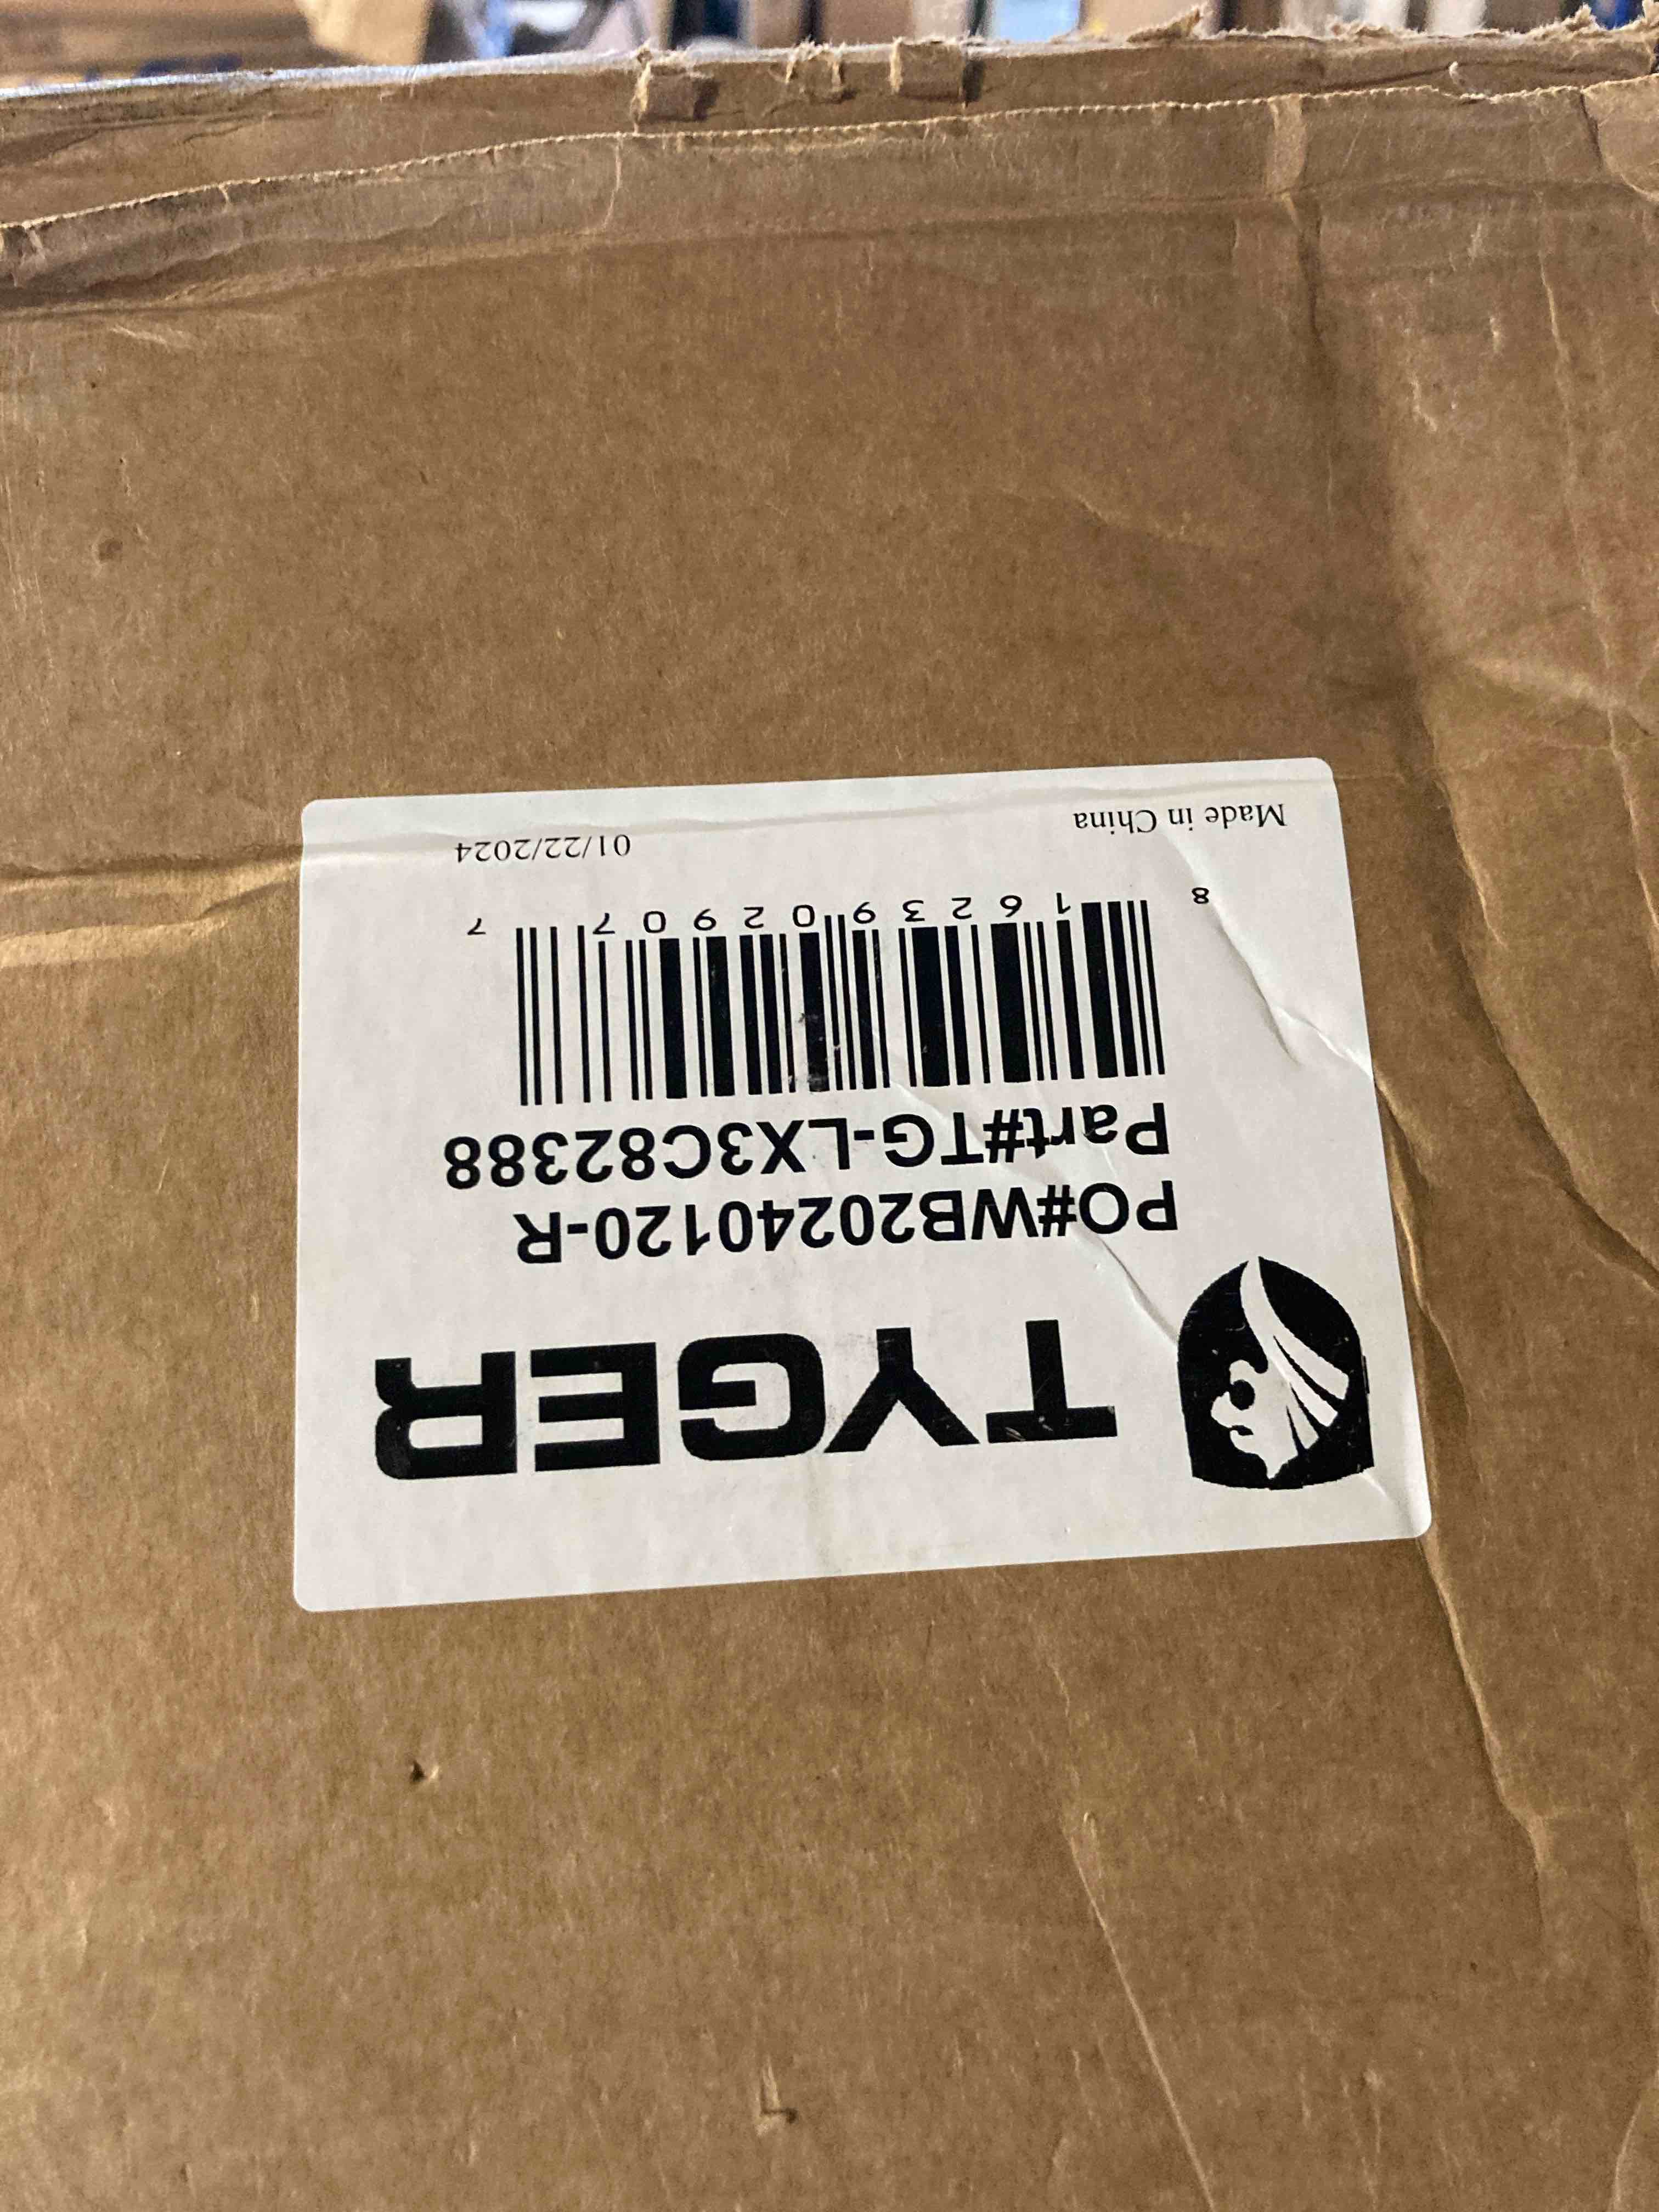 TYGER
PO#WB20240120-R
Part#TG-LX3C82388
8 16239 02907 7
Made in China 01/22/2024